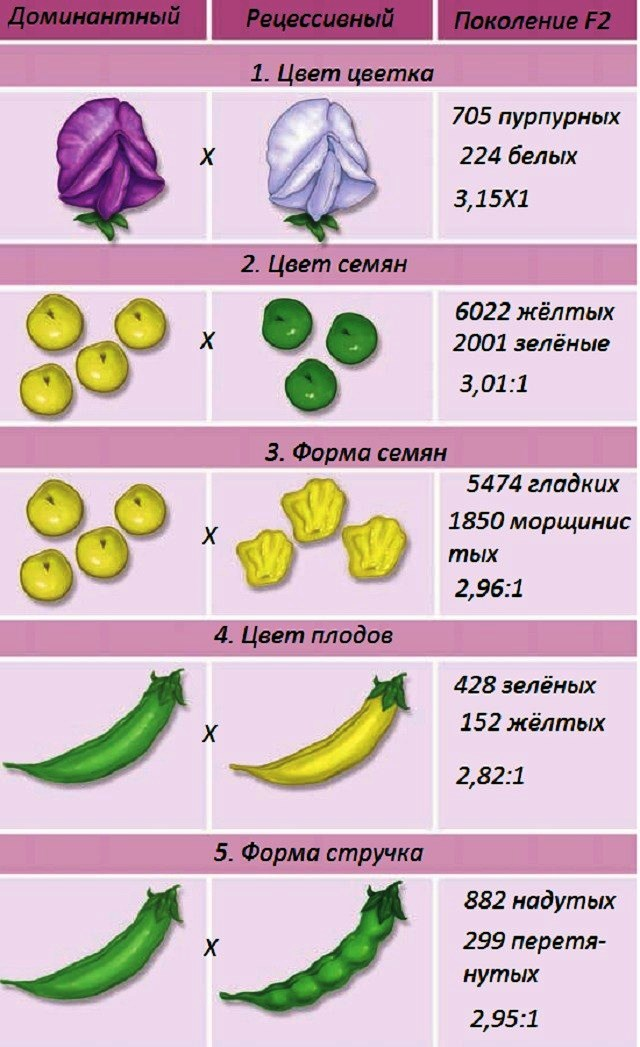 Доминантный
Рецессивный
Поколение F2
1. Цвет цветка
X
705 пурпурных
224 белых
3,15X1
2. Цвет семян
X
6022 жёлтых
2001 зелёные
3,01:1
3. Форма семян
X
5474 гладких
1850 морщинис
тых
2,96:1
4. Цвет плодов
X
428 зелёных
152 жёлтых
2,82:1
5. Форма стручка
X
882 надутых
299 перетя-
нутых
2,95:1